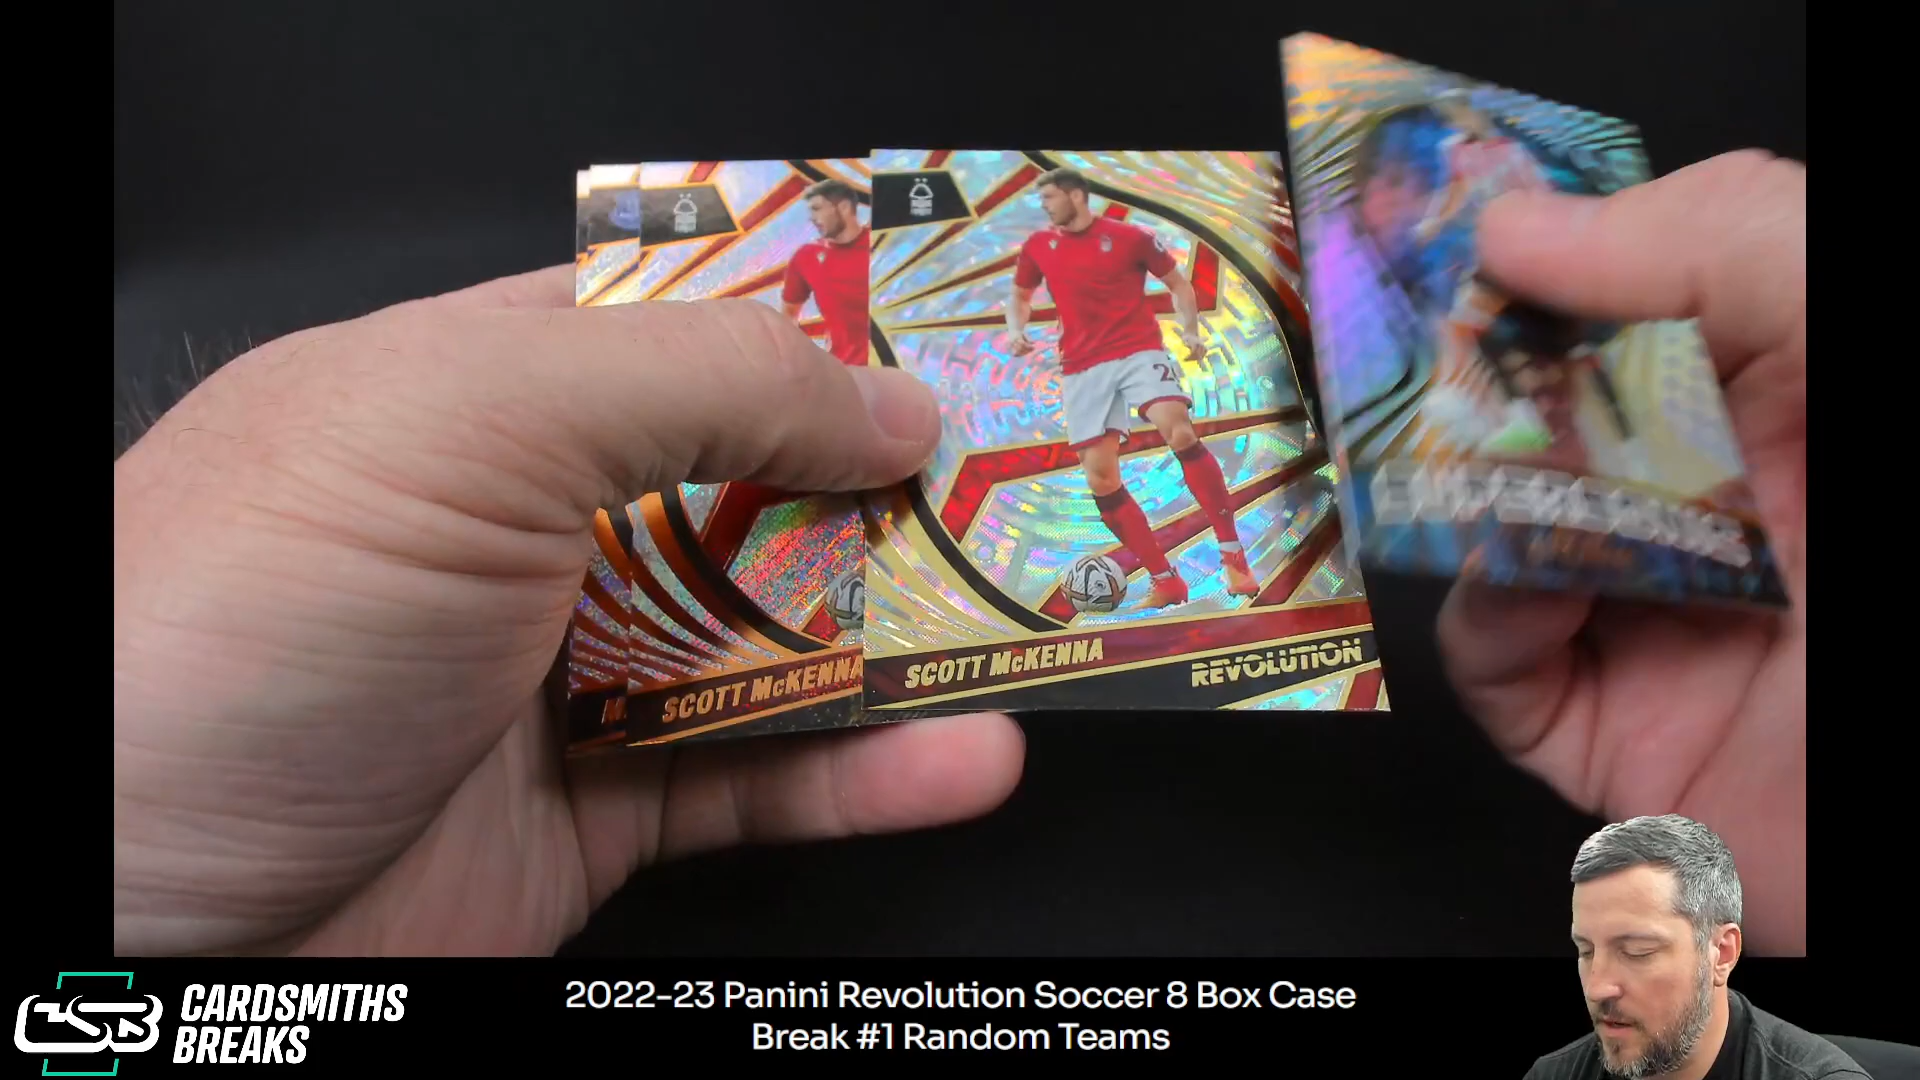 SCOTT McKENNA
REVOLUTION
SCOTT McKENNA
CSB
CARDSMITHS
BREAKS
2022-23 Panini Revolution Soccer 8 Box Case
Break #1 Random Teams